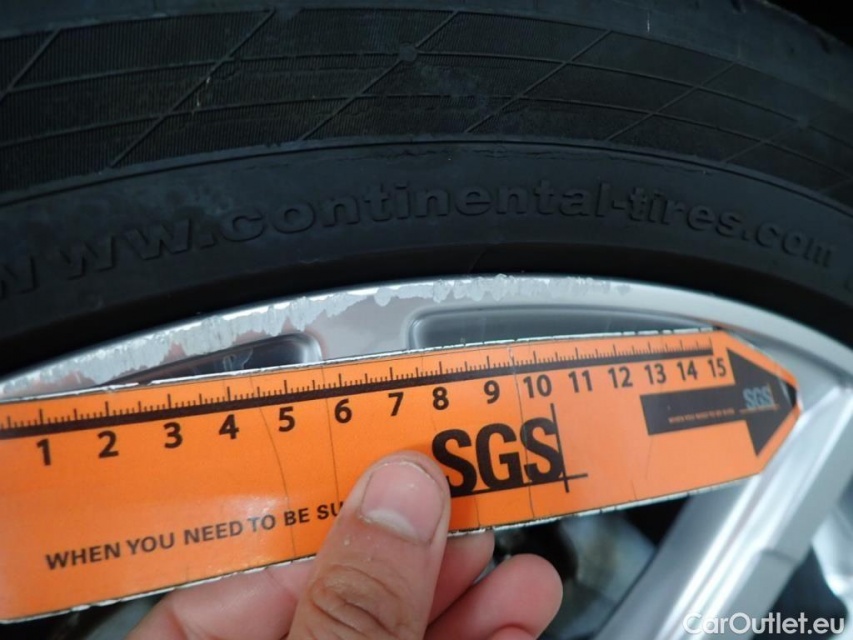 www.continental-tires.com
1 2 3 4 5 6 7 8 9 10 11 12 13 14 15
SGS
SGS
WHEN YOU NEED TO BE SU
CarOutlet.eu